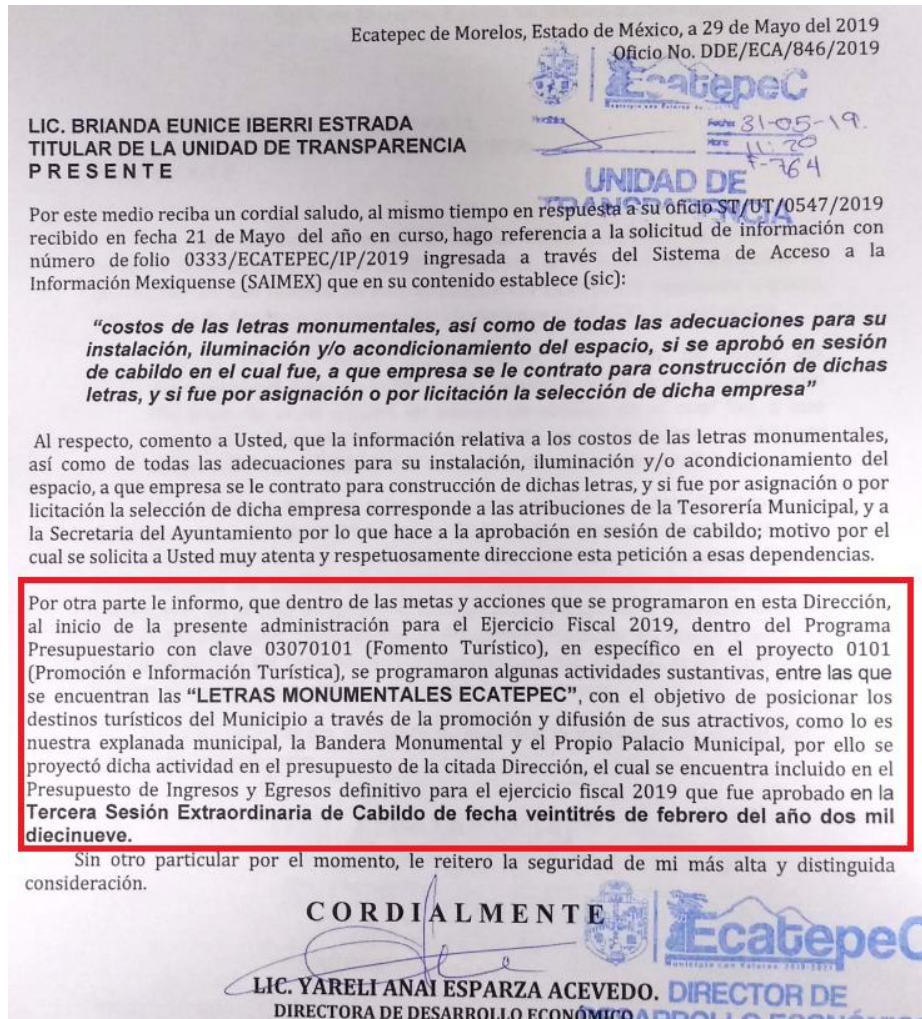 Ecatepec de Morelos, Estado de México, a 29 de Mayo del 2019
Oficio No. DDE/ECA/846/2019
Ecatepec
Fecha: 31-05-19.
Hora: 11:20
F-764
UNIDAD DE
TRANSPARENCIA
LIC. BRIANDA EUNICE IBERRI ESTRADA
TITULAR DE LA UNIDAD DE TRANSPARENCIA
P R E S E N T E
Por este medio reciba un cordial saludo, al mismo tiempo en respuesta a su oficio ST/UT/0547/2019
recibido en fecha 21 de Mayo del año en curso, hago referencia a la solicitud de información con
número de folio 0333/ECATEPEC/IP/2019 ingresada a través del Sistema de Acceso a la
Información Mexiquense (SAIMEX) que en su contenido establece (sic):
“costos de las letras monumentales, así como de todas las adecuaciones para su
instalación, iluminación y/o acondicionamiento del espacio, si se aprobó en sesión
de cabildo en el cual fue, a que empresa se le contrato para construcción de dichas
letras, y si fue por asignación o por licitación la selección de dicha empresa”
Al respecto, comento a Usted, que la información relativa a los costos de las letras monumentales,
así como de todas las adecuaciones para su instalación, iluminación y/o acondicionamiento del
espacio, a que empresa se le contrato para construcción de dichas letras, y si fue por asignación o por
licitación la selección de dicha empresa corresponde a las atribuciones de la Tesorería Municipal, y a
la Secretaria del Ayuntamiento por lo que hace a la aprobación en sesión de cabildo; motivo por el
cual se solicita a Usted muy atenta y respetuosamente direccione esta petición a esas dependencias.
Por otra parte le informo, que dentro de las metas y acciones que se programaron en esta Dirección,
al inicio de la presente administración para el Ejercicio Fiscal 2019, dentro del Programa
Presupuestario con clave 03070101 (Fomento Turístico), en específico en el proyecto 0101
(Promoción e Información Turística), se programaron algunas actividades sustantivas, entre las que
se encuentran las “LETRAS MONUMENTALES ECATEPEC”, con el objetivo de posicionar los
destinos turísticos del Municipio a través de la promoción y difusión de sus atractivos, como lo es
nuestra explanada municipal, la Bandera Monumental y el Propio Palacio Municipal, por ello se
proyectó dicha actividad en el presupuesto de la citada Dirección, el cual se encuentra incluido en el
Presupuesto de Ingresos y Egresos definitivo para el ejercicio fiscal 2019 que fue aprobado en la
Tercera Sesión Extraordinaria de Cabildo de fecha veintitrés de febrero del año dos mil
diecinueve.
Sin otro particular por el momento, le reitero la seguridad de mi más alta y distinguida
consideración.
C O R D I A L M E N T E
Ecatepec
Municipio con Valores 2019-2021
LIC. YARELI ANAI ESPARZA ACEVEDO.
DIRECTOR DE
DIRECTORA DE DESARROLLO ECONÓMICO